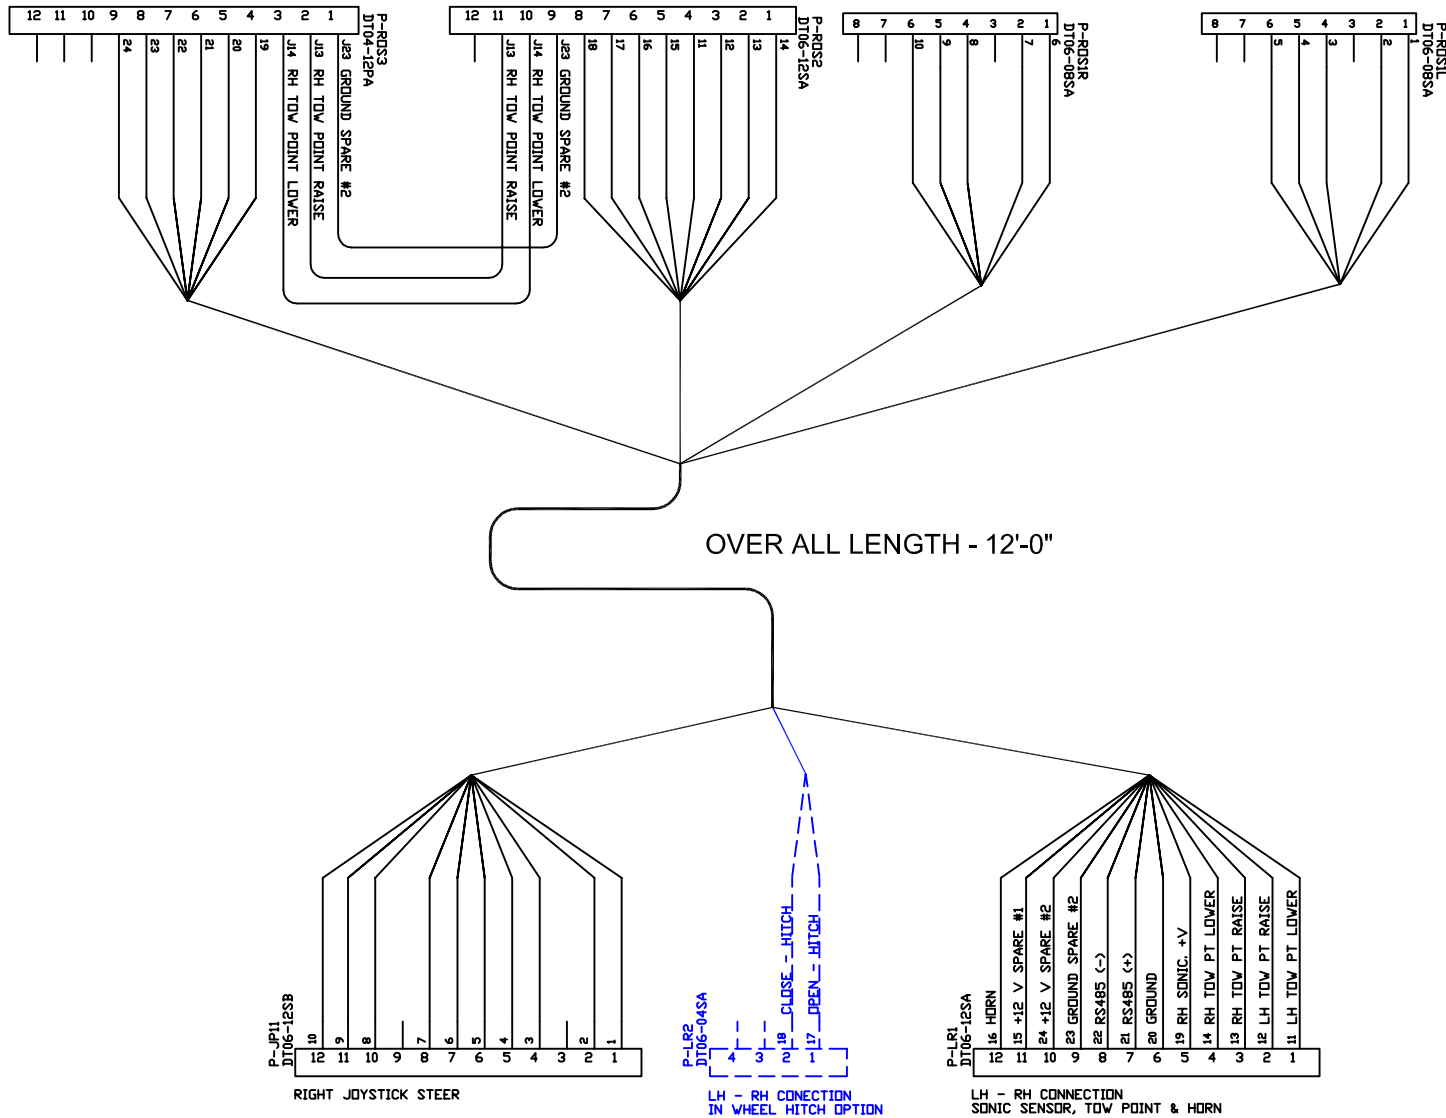 12 11 10 9 8 7 6 5 4 3 2 1
P-RDS3
DT04-12PA
24 23 22 21 20 19
J14 RH TOW POINT LOWER
J13 RH TOW POINT RAISE
J23 GROUND SPARE #2
12 11 10 9 8 7 6 5 4 3 2 1
P-RDS2
DT06-12SA
J13 RH TOW POINT RAISE
J14 RH TOW POINT LOWER
J23 GROUND SPARE #2
18 17 16 15 11 12 13 14
8 7 6 5 4 3 2 1
P-RDS1R
DT06-08SA
10 9 8 7 6
8 7 6 5 4 3 2 1
P-RDS1L
DT06-08SA
5 4 3 2 1
OVER ALL LENGTH - 12'-0"
P-JP11
DT06-12SB
10 9 8 7 6 5 4 3 2 1
12 11 10 9 8 7 6 5 4 3 2 1
RIGHT JOYSTICK STEER
P-LR2
DT06-04SA
18 CLOSE - HITCH
17 OPEN - HITCH
4 3 2 1
LH - RH CONECTION
IN WHEEL HITCH OPTION
P-LR1
DT06-12SA
16 HORN
15 +12 V SPARE #1
24 +12 V SPARE #2
23 GROUND SPARE #2
22 RS485 (-)
21 RS485 (+)
20 GROUND
19 RH SONIC. +V
14 RH TOW PT LOWER
13 RH TOW PT RAISE
12 LH TOW PT RAISE
11 LH TOW PT LOWER
12 11 10 9 8 7 6 5 4 3 2 1
LH - RH CONNECTION
SONIC SENSOR, TOW POINT & HORN